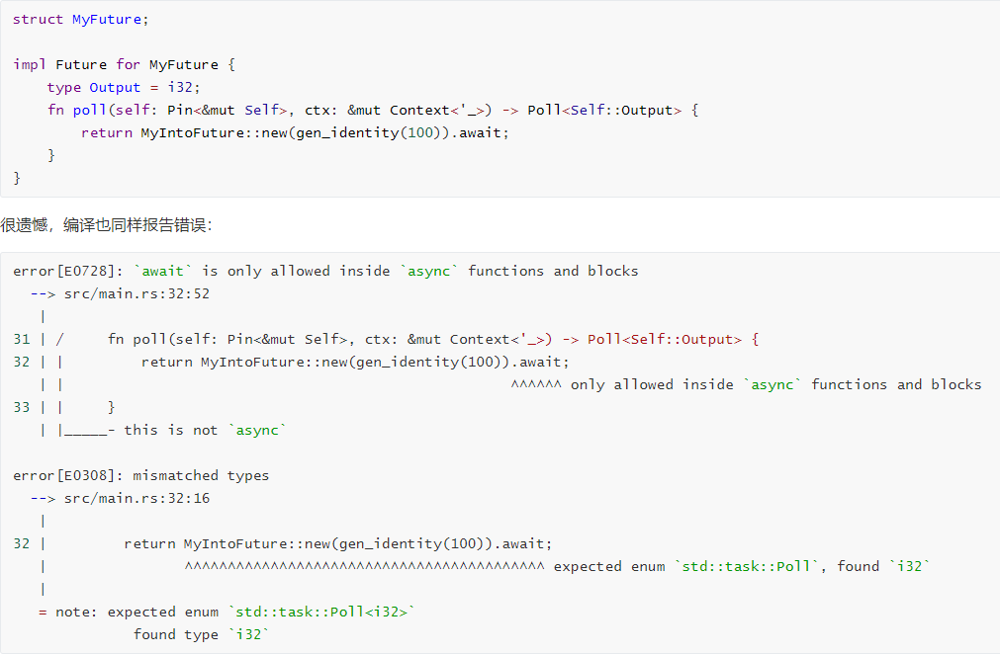 struct MyFuture;
impl Future for MyFuture {
    type Output = i32;
    fn poll(self: Pin<&mut Self>, ctx: &mut Context<'_>) -> Poll<Self::Output> {
        return MyIntoFuture::new(gen_identity(100)).await;
    }
}
很遗憾，编译也同样报告错误：
error[E0728]: `await` is only allowed inside `async` functions and blocks
  --> src/main.rs:32:52
   |
31 | /     fn poll(self: Pin<&mut Self>, ctx: &mut Context<'_>) -> Poll<Self::Output> {
32 | |         return MyIntoFuture::new(gen_identity(100)).await;
   | |                                                    ^^^^^^ only allowed inside `async` functions and blocks
33 | |     }
   | |_____- this is not `async`
error[E0308]: mismatched types
  --> src/main.rs:32:16
   |
32 |         return MyIntoFuture::new(gen_identity(100)).await;
   |                ^^^^^^^^^^^^^^^^^^^^^^^^^^^^^^^^^^^^^^^^^^ expected enum `std::task::Poll`, found `i32`
   |
   = note: expected enum `std::task::Poll<i32>`
              found type `i32`